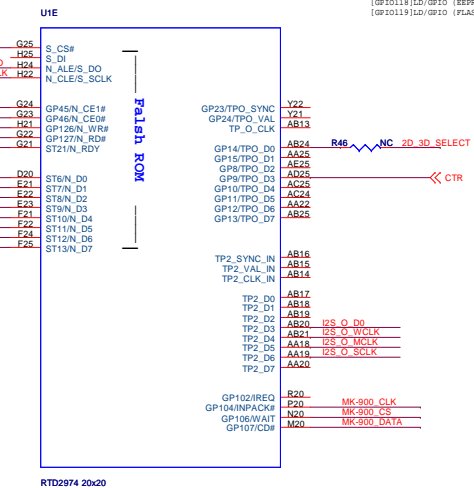 [GPIO118]LD/GPIO (EEPR
[GPIO119]LD/GPIO (FLAS
U1E
G25 S_CS#
H25 S_DI
H24 N_ALE/S_DO
LK H22 N_CLE/S_SCLK
G24 GP45/N_CE1#
G23 GP46/N_CE0#
H21 GP126/N_WR#
G22 GP127/N_RD#
G21 ST21/N_RDY
D20 ST6/N_D0
E21 ST7/N_D1
E22 ST8/N_D2
E23 ST9/N_D3
F21 ST10/N_D4
F22 ST11/N_D5
F24 ST12/N_D6
F25 ST13/N_D7
Falsh ROM
GP23/TPO_SYNC Y22
GP24/TPO_VAL Y21
TP_O_CLK AB13
GP14/TPO_D0 AB24 R46 NC 2D_3D_SELECT
GP15/TPO_D1 AA25
GP8/TPO_D2 AE25
GP9/TPO_D3 AD25 CTR
GP10/TPO_D4 AC25
GP11/TPO_D5 AC24
GP12/TPO_D6 AA22
GP13/TPO_D7 AB25
TP2_SYNC_IN AB16
TP2_VAL_IN AB15
TP2_CLK_IN AB14
TP2_D0 AB17
TP2_D1 AB18
TP2_D2 AB19
TP2_D3 AB20 I2S_O_D0
TP2_D4 AB21 I2S_O_WCLK
TP2_D5 AA18 I2S_O_MCLK
TP2_D6 AA19 I2S_O_SCLK
TP2_D7 AA20
GP102/IREQ R20
GP104/INPACK# P20 MK-900_CLK
GP106/WAIT N20 MK-900_CS
GP107/CD# M20 MK-900_DATA
RTD2974 20x20